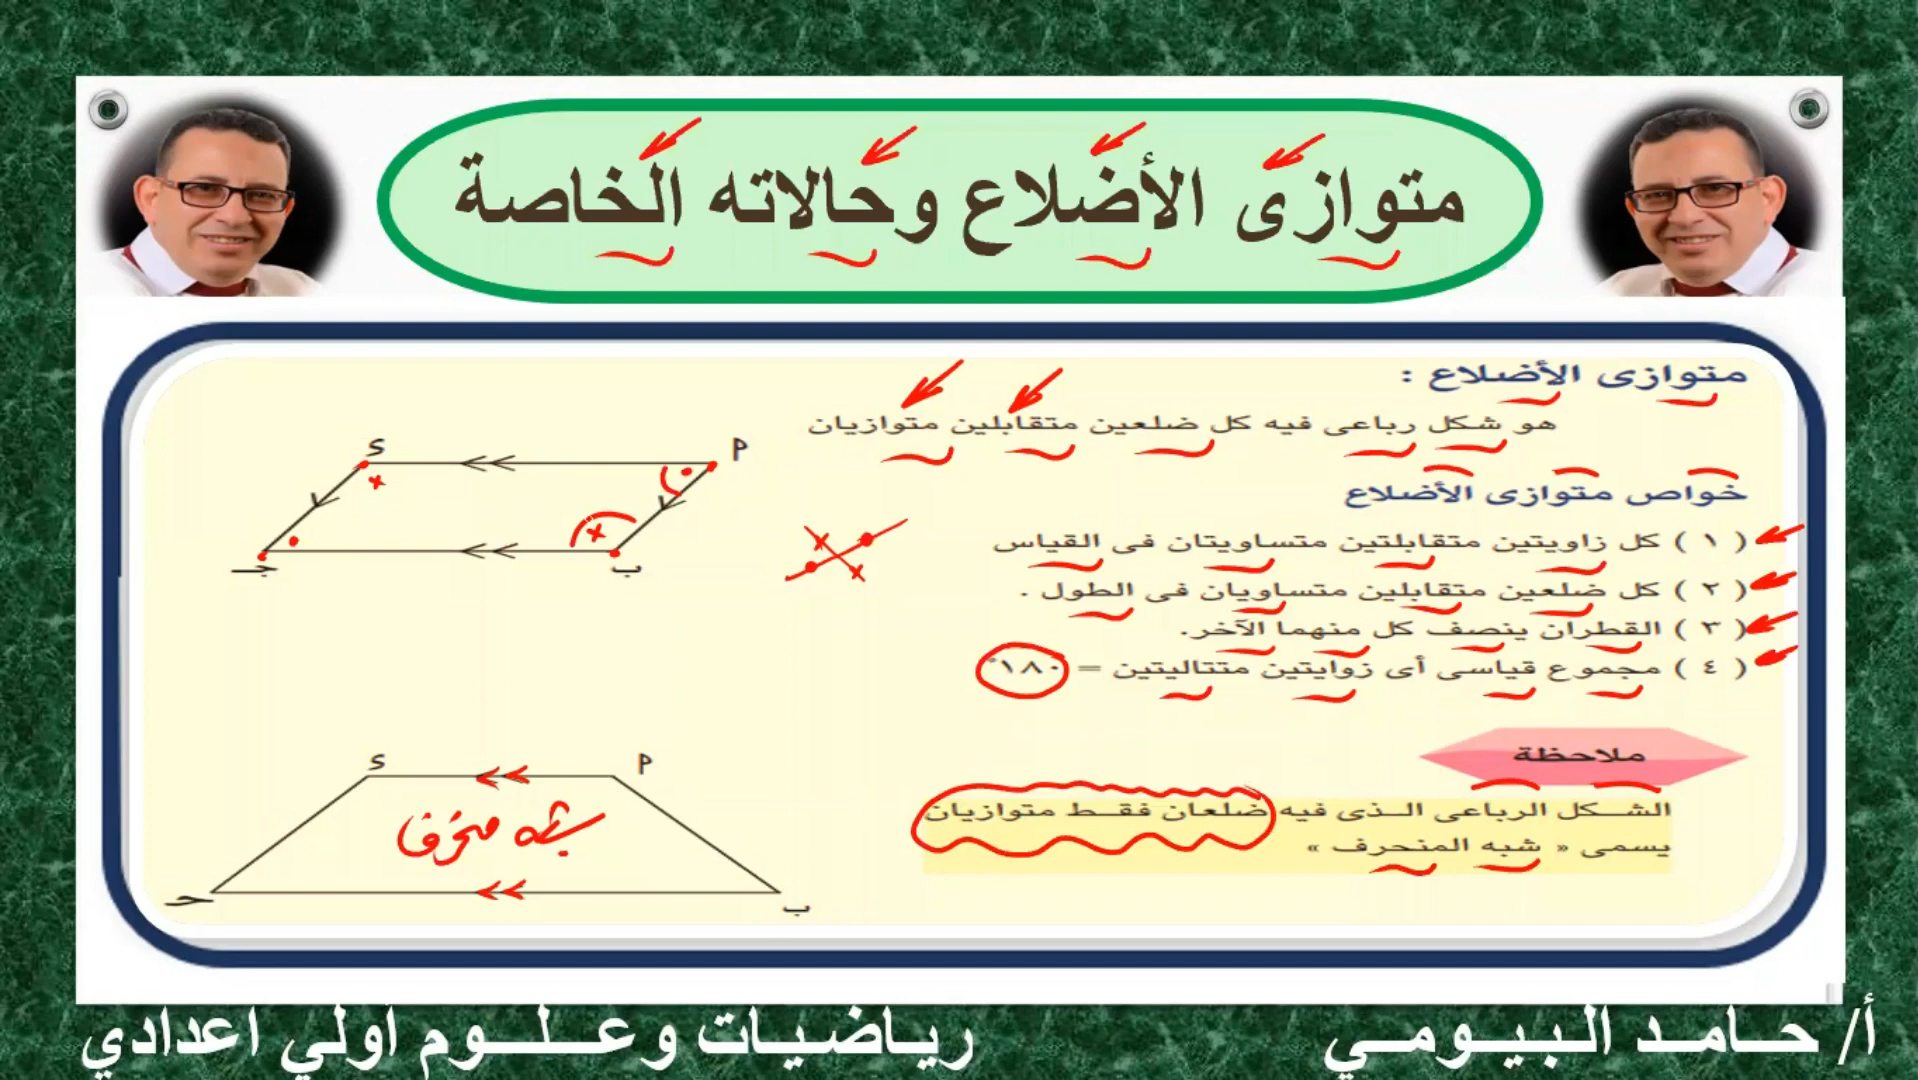 متوازى الأضلاع وحالاته الخاصة
متوازى الأضلاع :
هو شكل رباعى فيه كل ضلعين متقابلين متوازيان
خواص متوازى الأضلاع
( ١ ) كل زاويتين متقابلتين متساويتان فى القياس
( ٢ ) كل ضلعين متقابلين متساويان فى الطول .
( ٣ ) القطران ينصف كل منهما الآخر.
( ٤ ) مجموع قياسى أى زوايتين متتاليتين = ١٨٠°
ملاحظة
الشكل الرباعى الذى فيه ضلعان فقط متوازيان
يسمى « شبه المنحرف »
ء
م
جـ
ب
ء
م
شبه منحرف
حـ
ب
أ/ حامد البيومي
رياضيات وعلوم اولي اعدادي